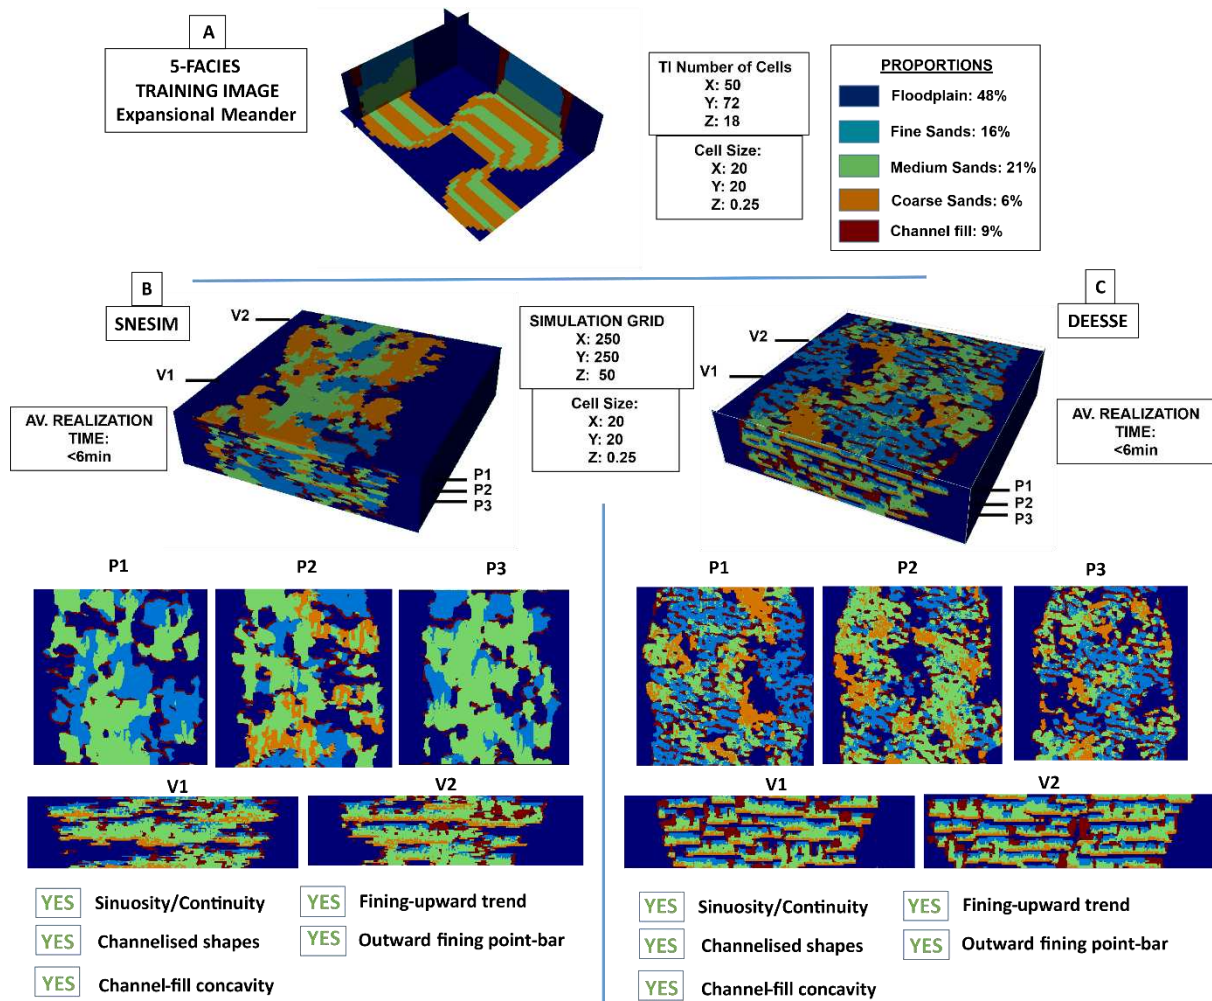 A
5-FACIES
TRAINING IMAGE
Expansional Meander
TI Number of Cells
X: 50
Y: 72
Z: 18
Cell Size:
X: 20
Y: 20
Z: 0.25
PROPORTIONS
Floodplain: 48%
Fine Sands: 16%
Medium Sands: 21%
Coarse Sands: 6%
Channel fill: 9%
B
SNESIM
V2
V1
AV. REALIZATION
TIME:
<6min
P1
P2
P3
SIMULATION GRID
X: 250
Y: 250
Z: 50
Cell Size:
X: 20
Y: 20
Z: 0.25
C
DEESSE
V2
V1
AV. REALIZATION
TIME:
<6min
P1
P2
P3
P1 P2 P3
V1 V2
YES Sinuosity/Continuity YES Fining-upward trend
YES Channelised shapes YES Outward fining point-bar
YES Channel-fill concavity
P1 P2 P3
V1 V2
YES Sinuosity/Continuity YES Fining-upward trend
YES Channelised shapes YES Outward fining point-bar
YES Channel-fill concavity